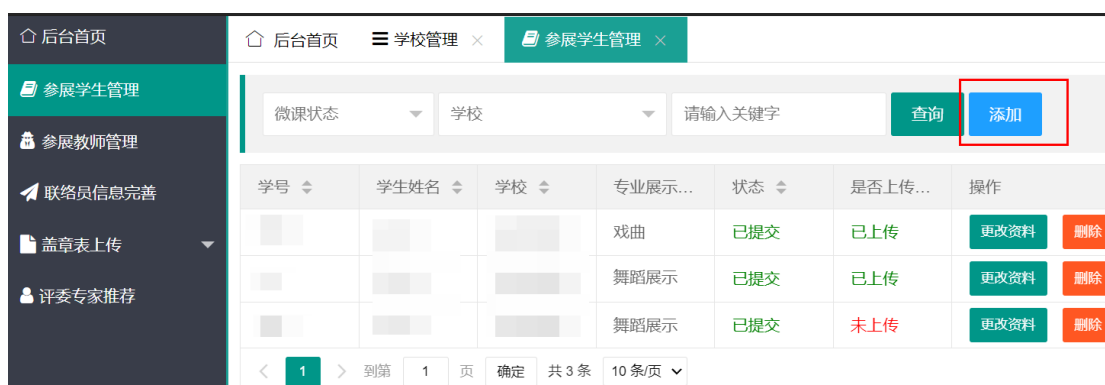 后台首页
参展学生管理
参展教师管理
联络员信息完善
盖章表上传
评委专家推荐
后台首页 学校管理 参展学生管理
微课状态 学校 请输入关键字 查询 添加
学号 学生姓名 学校 专业展示... 状态 是否上传... 操作
戏曲 已提交 已上传 更改资料 删除
舞蹈展示 已提交 已上传 更改资料 删除
舞蹈展示 已提交 未上传 更改资料 删除
1 到第 1 页 确定 共 3 条 10 条/页